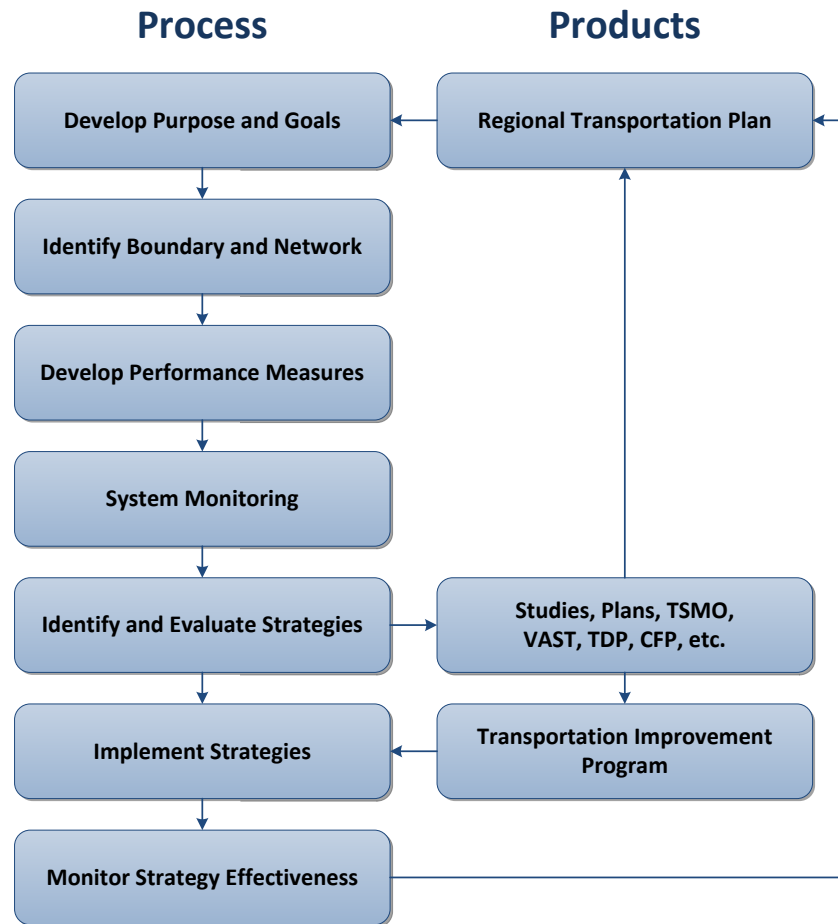 Process
Products
Develop Purpose and Goals
Regional Transportation Plan
Identify Boundary and Network
Develop Performance Measures
System Monitoring
Identify and Evaluate Strategies
Studies, Plans, TSMO,
VAST, TDP, CFP, etc.
Implement Strategies
Transportation Improvement
Program
Monitor Strategy Effectiveness